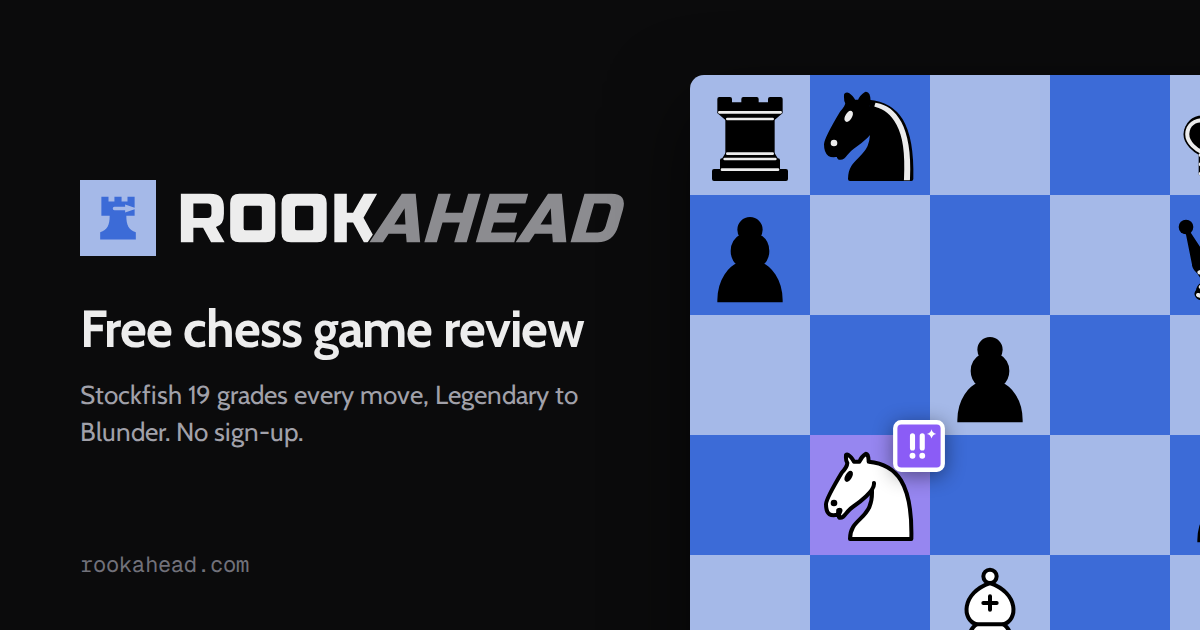 ROOKAHEAD
Free chess game review
Stockfish 19 grades every move, Legendary to
Blunder. No sign-up.
!!
rookahead.com